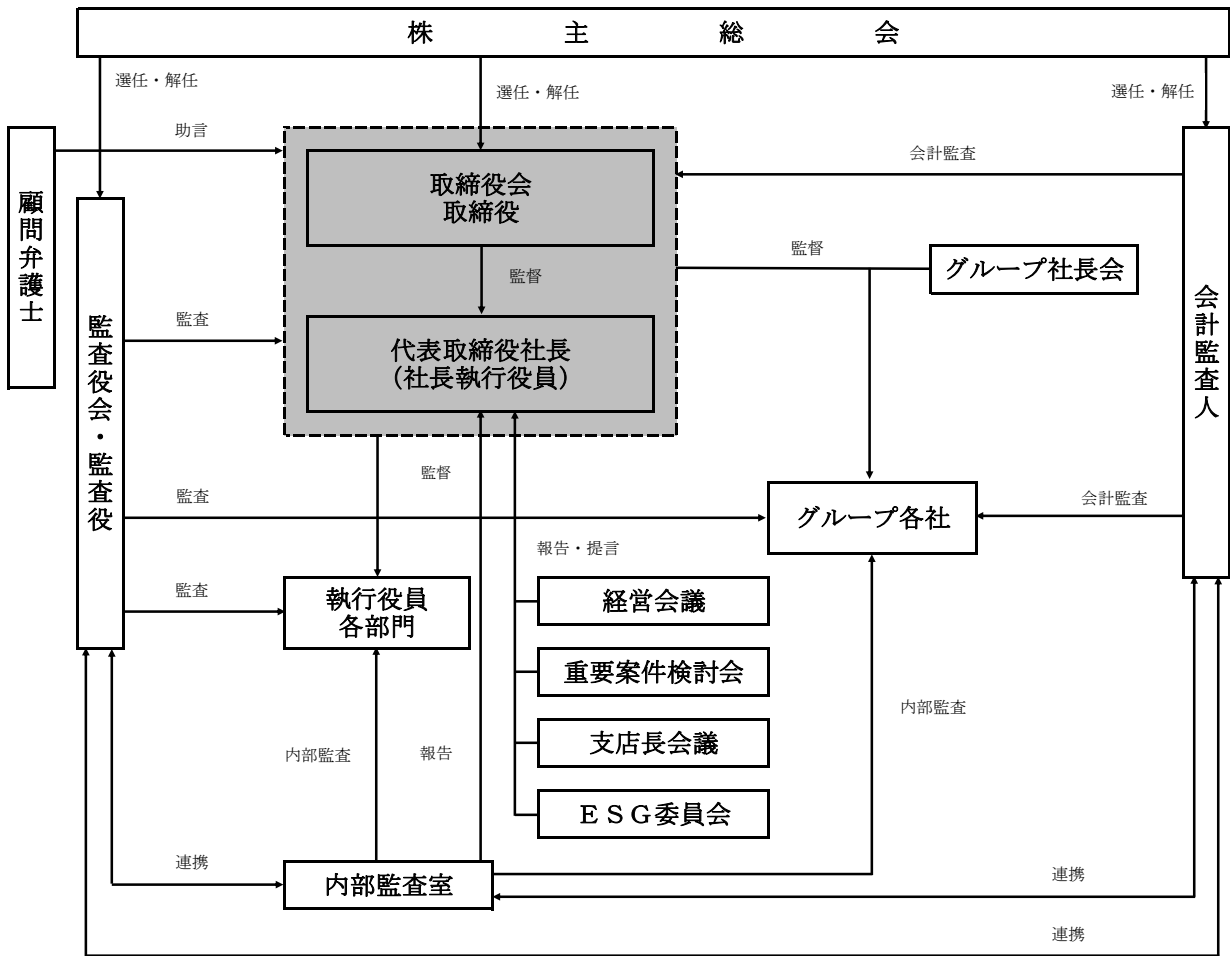 株主総会
選任・解任
選任・解任
選任・解任
助言
会計監査
顧問弁護士
取締役会
取締役
監督
監督
グループ社長会
監査役会・監査役
会計監査人
監査
代表取締役社長
（社長執行役員）
監督
監査
グループ各社
会計監査
報告・提言
監査
執行役員
各部門
経営会議
重要案件検討会
内部監査
支店長会議
内部監査
報告
ＥＳＧ委員会
連携
内部監査室
連携
連携